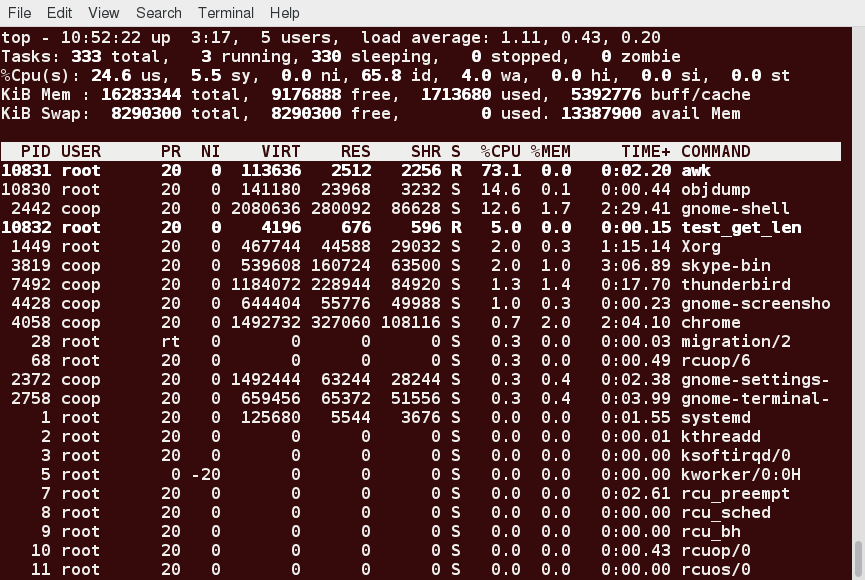 File Edit View Search Terminal Help
top - 10:52:22 up  3:17,  5 users,  load average: 1.11, 0.43, 0.20
Tasks: 333 total,   3 running, 330 sleeping,   0 stopped,   0 zombie
%Cpu(s): 24.6 us,  5.5 sy,  0.0 ni, 65.8 id,  4.0 wa,  0.0 hi,  0.0 si,  0.0 st
KiB Mem : 16283344 total,  9176888 free,  1713680 used,  5392776 buff/cache
KiB Swap:  8290300 total,  8290300 free,        0 used. 13387900 avail Mem
  PID USER      PR  NI    VIRT    RES    SHR S  %CPU %MEM     TIME+ COMMAND
10831 root      20   0  113636   2512   2256 R  73.1  0.0   0:02.20 awk
10830 root      20   0  141180  23968   3232 S  14.6  0.1   0:00.44 objdump
 2442 coop      20   0 2080636 280092  86628 S  12.6  1.7   2:29.41 gnome-shell
10832 root      20   0    4196    676    596 R   5.0  0.0   0:00.15 test_get_len
 1449 root      20   0  467744  44588  29032 S   2.0  0.3   1:15.14 Xorg
 3819 coop      20   0  539608 160724  63500 S   2.0  1.0   3:06.89 skype-bin
 7492 coop      20   0 1184072 228944  84920 S   1.3  1.4   0:17.70 thunderbird
 4428 coop      20   0  644404  55776  49988 S   1.0  0.3   0:00.23 gnome-screensho
 4058 coop      20   0 1492732 327060 108116 S   0.7  2.0   2:04.10 chrome
   28 root      rt   0       0      0      0 S   0.3  0.0   0:00.03 migration/2
   68 root      20   0       0      0      0 S   0.3  0.0   0:00.49 rcuop/6
 2372 coop      20   0 1492444  63244  28244 S   0.3  0.4   0:02.38 gnome-settings-
 2758 coop      20   0  659456  65372  51556 S   0.3  0.4   0:03.99 gnome-terminal-
    1 root      20   0  125680   5544   3676 S   0.0  0.0   0:01.55 systemd
    2 root      20   0       0      0      0 S   0.0  0.0   0:00.01 kthreadd
    3 root      20   0       0      0      0 S   0.0  0.0   0:00.00 ksoftirqd/0
    5 root       0 -20       0      0      0 S   0.0  0.0   0:00.00 kworker/0:0H
    7 root      20   0       0      0      0 S   0.0  0.0   0:02.61 rcu_preempt
    8 root      20   0       0      0      0 S   0.0  0.0   0:00.00 rcu_sched
    9 root      20   0       0      0      0 S   0.0  0.0   0:00.00 rcu_bh
   10 root      20   0       0      0      0 S   0.0  0.0   0:00.43 rcuop/0
   11 root      20   0       0      0      0 S   0.0  0.0   0:00.00 rcuos/0